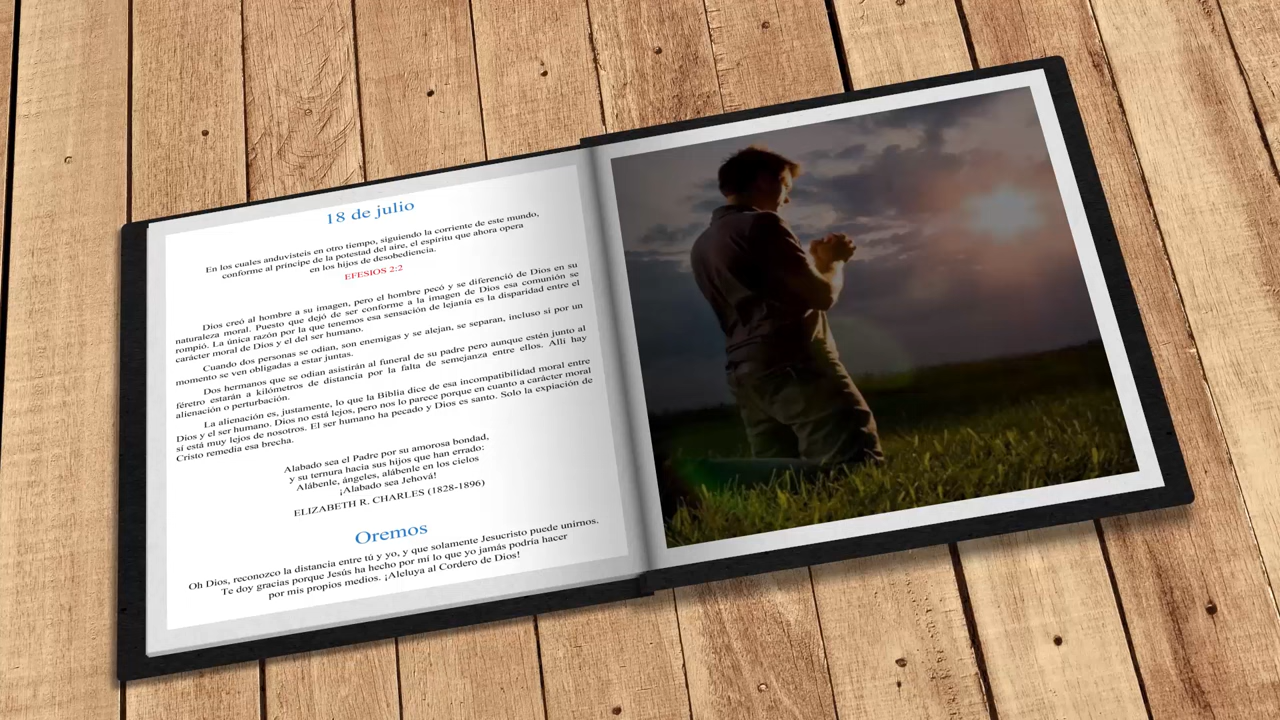 18 de julio
En los cuales anduvisteis en otro tiempo, siguiendo la corriente de este mundo,
conforme al príncipe de la potestad del aire, el espíritu que ahora opera
en los hijos de desobediencia.
EFESIOS 2:2
Dios creó al hombre a su imagen, pero el hombre pecó y se diferenció de Dios en su
naturaleza moral. Puesto que dejó de ser conforme a la imagen de Dios esa comunión se
rompió. La única razón por la que tenemos esa sensación de lejanía es la disparidad entre el
carácter moral de Dios y el del ser humano.
Cuando dos personas se odian, son enemigas y se alejan, se separan, incluso si por un
momento se ven obligadas a estar juntas.
Dos hermanos que se odian asistirán al funeral de su padre pero aunque estén junto al
féretro estarán a kilómetros de distancia por la falta de semejanza entre ellos. Allí hay
alienación o perturbación.
La alienación es, justamente, lo que la Biblia dice de esa incompatibilidad moral entre
Dios y el ser humano. Dios no está lejos, pero nos lo parece porque en cuanto a carácter moral
sí está muy lejos de nosotros. El ser humano ha pecado y Dios es santo. Solo la expiación de
Cristo remedia esa brecha.
Alabado sea el Padre por su amorosa bondad,
y su ternura hacia sus hijos que han errado:
Alábenle, ángeles, alábenle en los cielos
¡Alabado sea Jehová!
ELIZABETH R. CHARLES (1828-1896)
Oremos
Oh Dios, reconozco la distancia entre tú y yo, y que solamente Jesucristo puede unirnos.
Te doy gracias porque Jesús ha hecho por mí lo que yo jamás podría hacer
por mis propios medios. ¡Aleluya al Cordero de Dios!